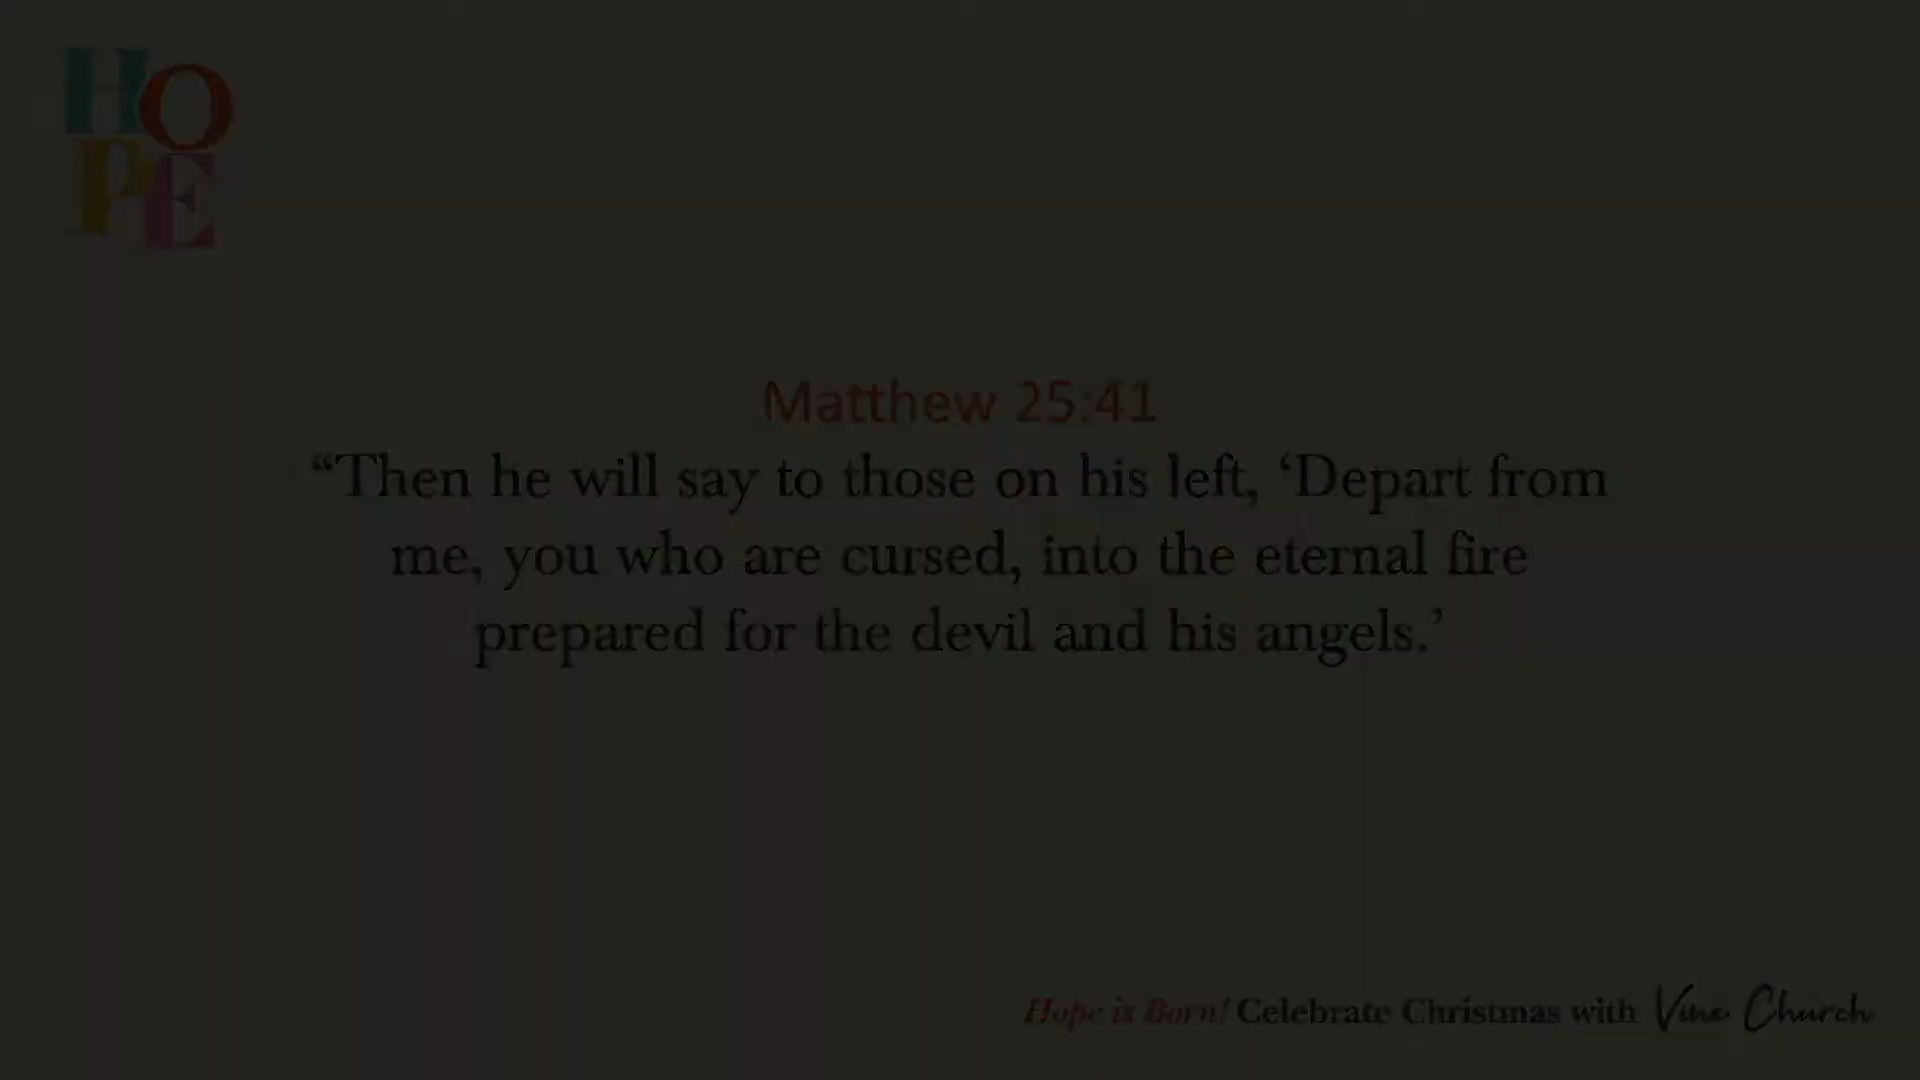 HO
PE
Matthew 25:41
“Then he will say to those on his left, ‘Depart from
me, you who are cursed, into the eternal fire
prepared for the devil and his angels.’
Hope is Born! Celebrate Christmas with Vine Church